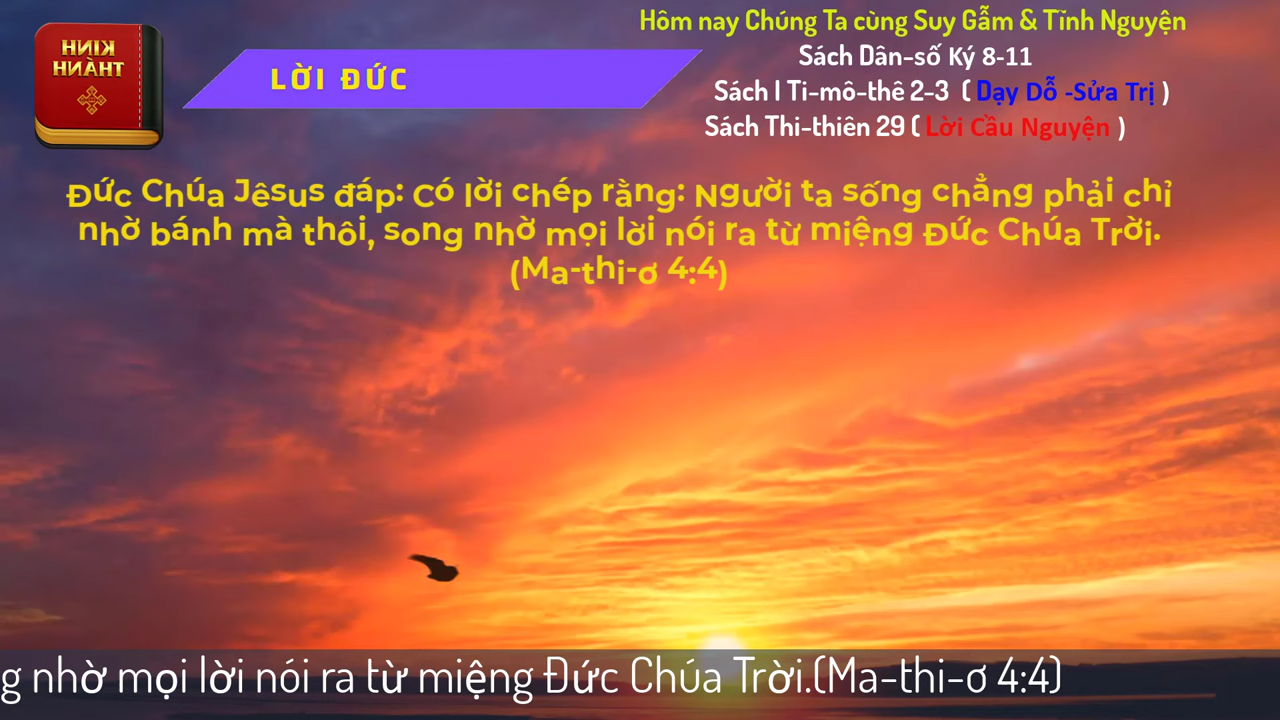 KINH
THÀNH
LỜI ĐỨC
Hôm nay Chúng Ta cùng Suy Gẫm & Tĩnh Nguyện
Sách Dân-số Ký 8-11
Sách I Ti-mô-thê 2-3 ( Dạy Dỗ -Sửa Trị )
Sách Thi-thiên 29 ( Lời Cầu Nguyện )
Đức Chúa Jêsus đáp: Có lời chép rằng: Người ta sống chẳng phải chỉ
nhờ bánh mà thôi, song nhờ mọi lời nói ra từ miệng Đức Chúa Trời.
(Ma-thi-ơ 4:4)
g nhờ mọi lời nói ra từ miệng Đức Chúa Trời.(Ma-thi-ơ 4:4)